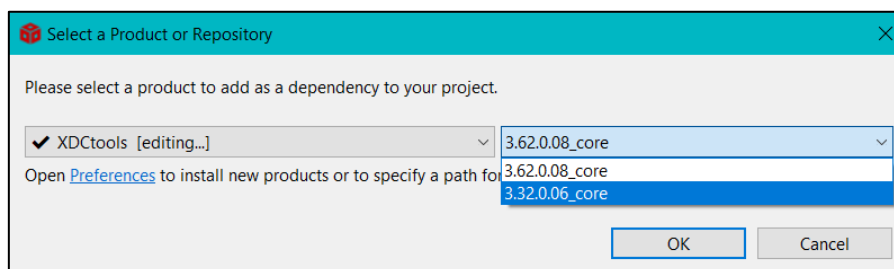 Select a Product or Repository
Please select a product to add as a dependency to your project.
✔ XDCtools [editing...] 3.62.0.08_core
Open Preferences to install new products or to specify a path for
3.62.0.08_core
3.32.0.06_core
OK Cancel